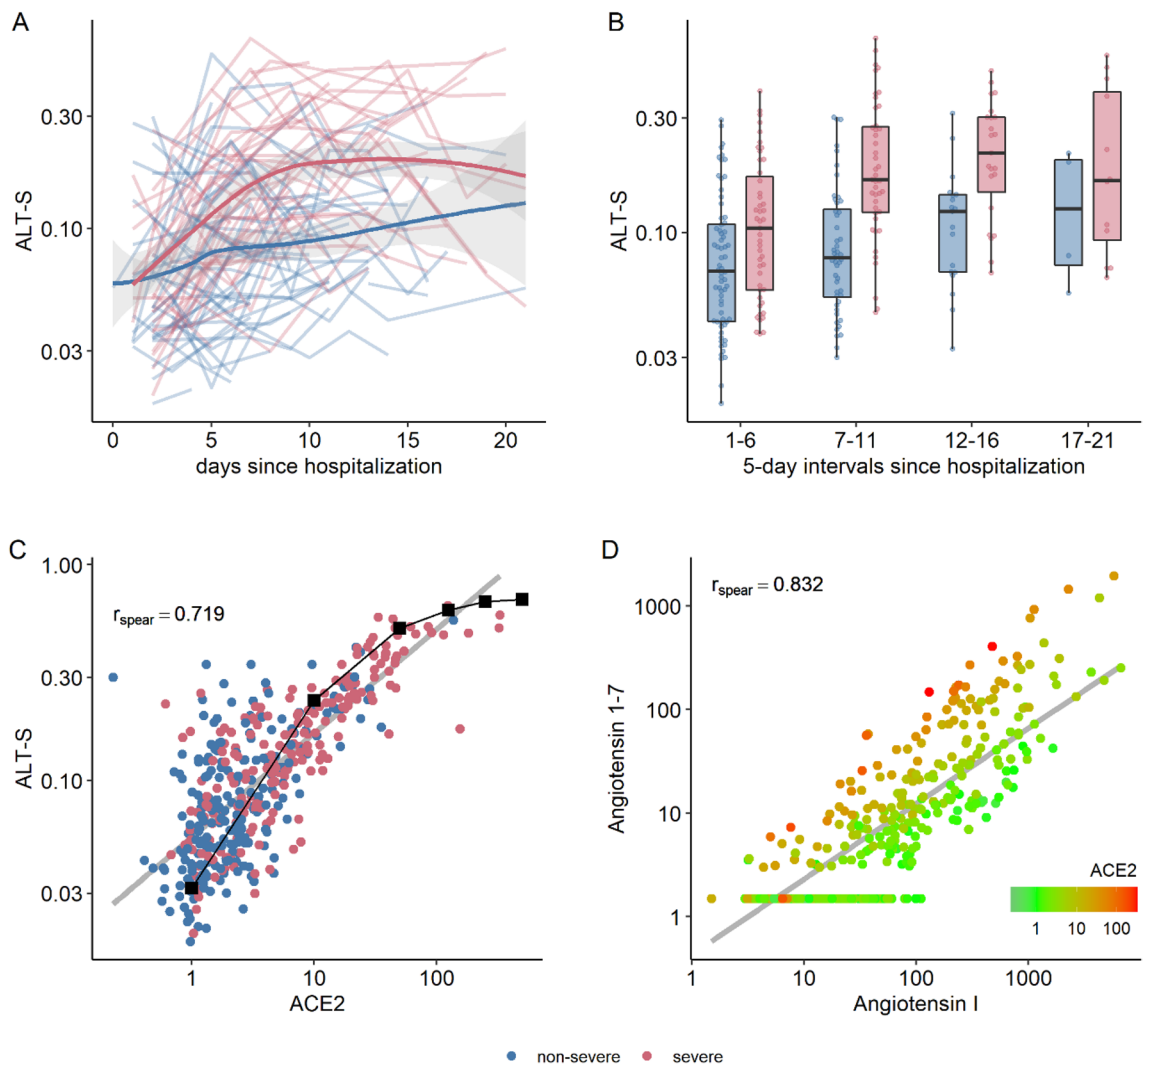 A
ALT-S
0.30
0.10
0.03
0 5 10 15 20
days since hospitalization
B
ALT-S
0.30
0.10
0.03
1-6 7-11 12-16 17-21
5-day intervals since hospitalization
C
ALT-S
1.00
0.30
0.10
0.03
rspear = 0.719
1 10 100
ACE2
D
Angiotensin 1-7
1000
100
10
1
rspear = 0.832
ACE2
1 10 100
1 10 100 1000
Angiotensin I
non-severe severe